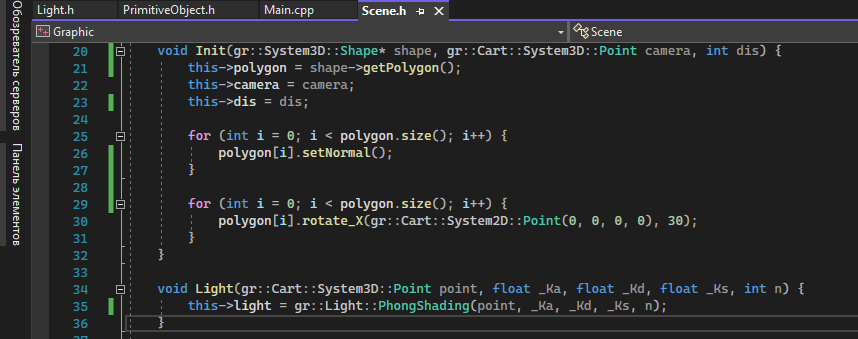 Light.h PrimitiveObject.h Main.cpp Scene.h
Graphic Scene
Обозреватель серверов
Панель элементов
20 void Init(gr::System3D::Shape* shape, gr::Cart::System3D::Point camera, int dis) {
21 this->polygon = shape->getPolygon();
22 this->camera = camera;
23 this->dis = dis;
24
25 for (int i = 0; i < polygon.size(); i++) {
26 polygon[i].setNormal();
27 }
28
29 for (int i = 0; i < polygon.size(); i++) {
30 polygon[i].rotate_X(gr::Cart::System2D::Point(0, 0, 0, 0), 30);
31 }
32 }
33
34 void Light(gr::Cart::System3D::Point point, float _Ka, float _Kd, float _Ks, int n) {
35 this->light = gr::Light::PhongShading(point, _Ka, _Kd, _Ks, n);
36 }